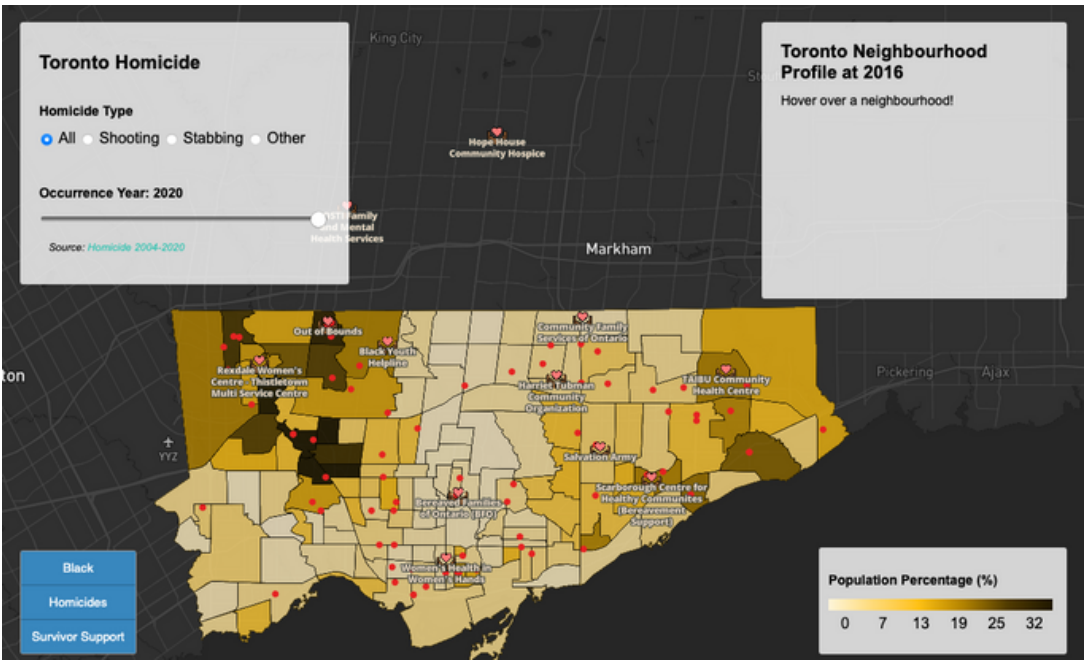 King City
Toronto Homicide
Homicide Type
All Shooting Stabbing Other
Occurrence Year: 2020
Source: Homicide 2004-2020
Toronto Neighbourhood
Profile at 2016
Hover over a neighbourhood!
Hope House
Community Hospice
Family
and Mental
Health Services
Markham
Out of Bounds
Black Youth
Helpline
Rexdale Women's
Centre - Thistletown
Multi Service Centre
Community Family
Services of Ontario
Harriet Tubman
Community
Organization
TAIBU Community
Health Centre
Pickering
Ajax
ton
YYZ
Salvation Army
Scarborough Centre for
Healthy Communites
(Bereavement
Support)
Bereaved Families
of Ontario (BFO)
Women's Health in
Women's Hands
Black
Homicides
Survivor Support
Population Percentage (%)
0 7 13 19 25 32